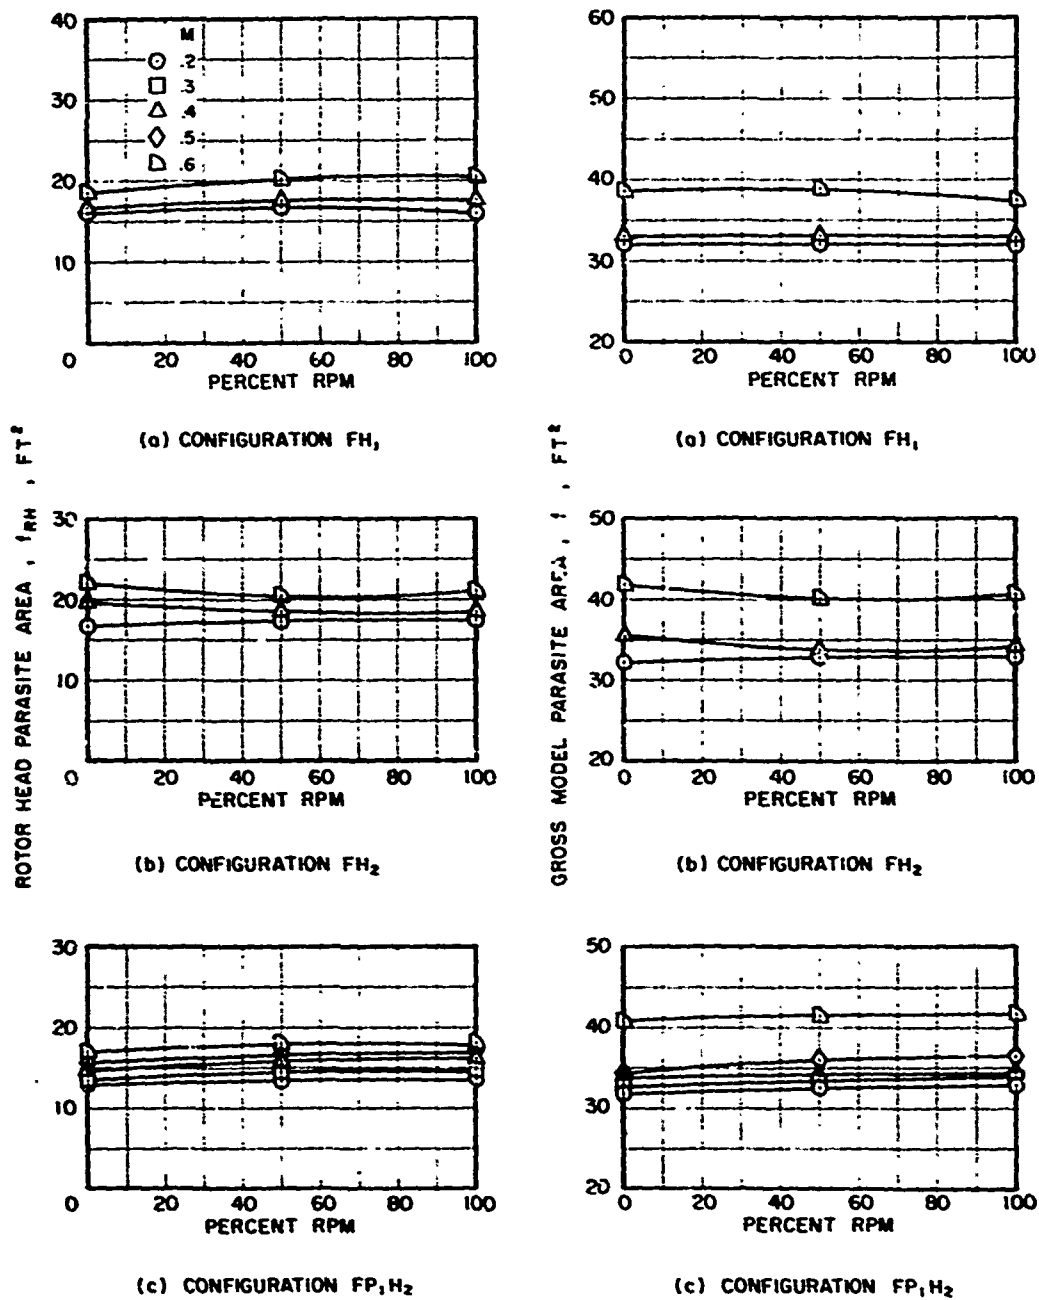 40
30
20
10
0 20 40 60 80 100
PERCENT RPM
M
.2
.3
.4
.5
.6
(a) CONFIGURATION FH₁
60
50
40
30
20
0 20 40 60 80 100
PERCENT RPM
(a) CONFIGURATION FH₁
ROTOR HEAD PARASITE AREA , f_RH , FT²
30
20
10
0 20 40 60 80 100
PERCENT RPM
(b) CONFIGURATION FH₂
GROSS MODEL PARASITE AREA , f , FT²
50
40
30
20
0 20 40 60 80 100
PERCENT RPM
(b) CONFIGURATION FH₂
30
20
10
0 20 40 60 80 100
PERCENT RPM
(c) CONFIGURATION FP₁H₂
50
40
30
20
0 20 40 60 80 100
PERCENT RPM
(c) CONFIGURATION FP₁H₂